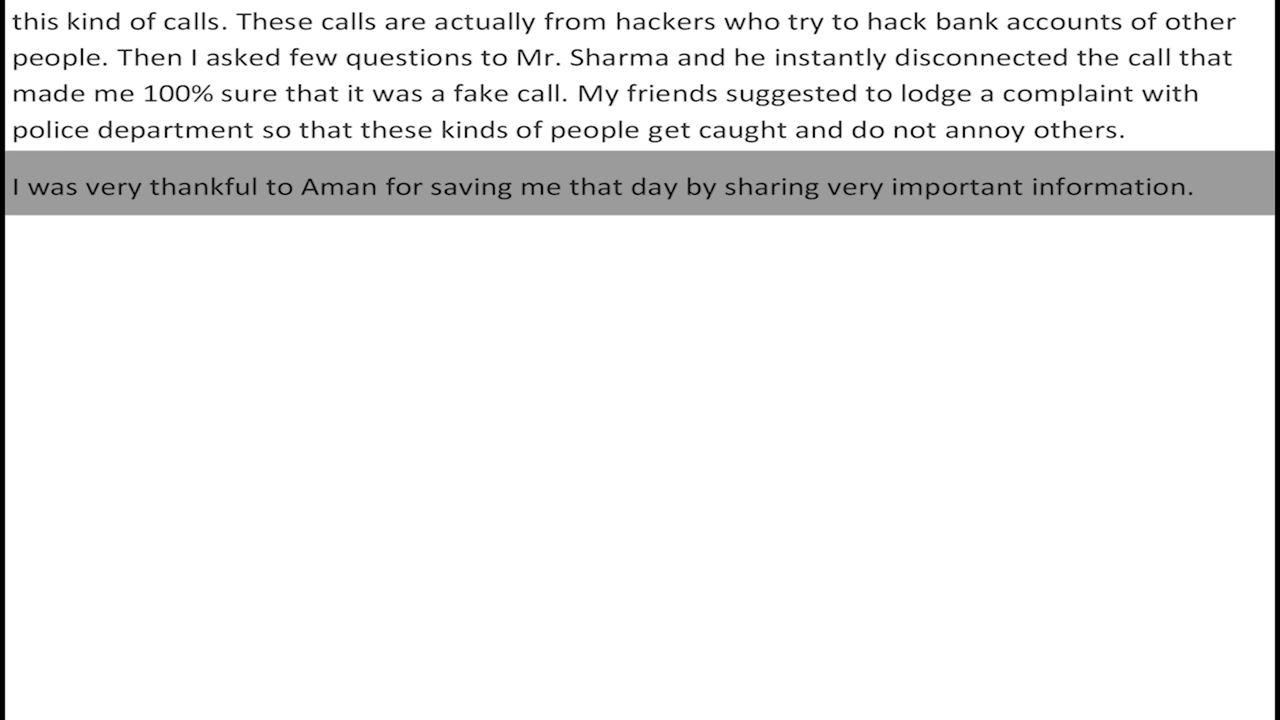 this kind of calls. These calls are actually from hackers who try to hack bank accounts of other
people. Then I asked few questions to Mr. Sharma and he instantly disconnected the call that
made me 100% sure that it was a fake call. My friends suggested to lodge a complaint with
police department so that these kinds of people get caught and do not annoy others.
I was very thankful to Aman for saving me that day by sharing very important information.